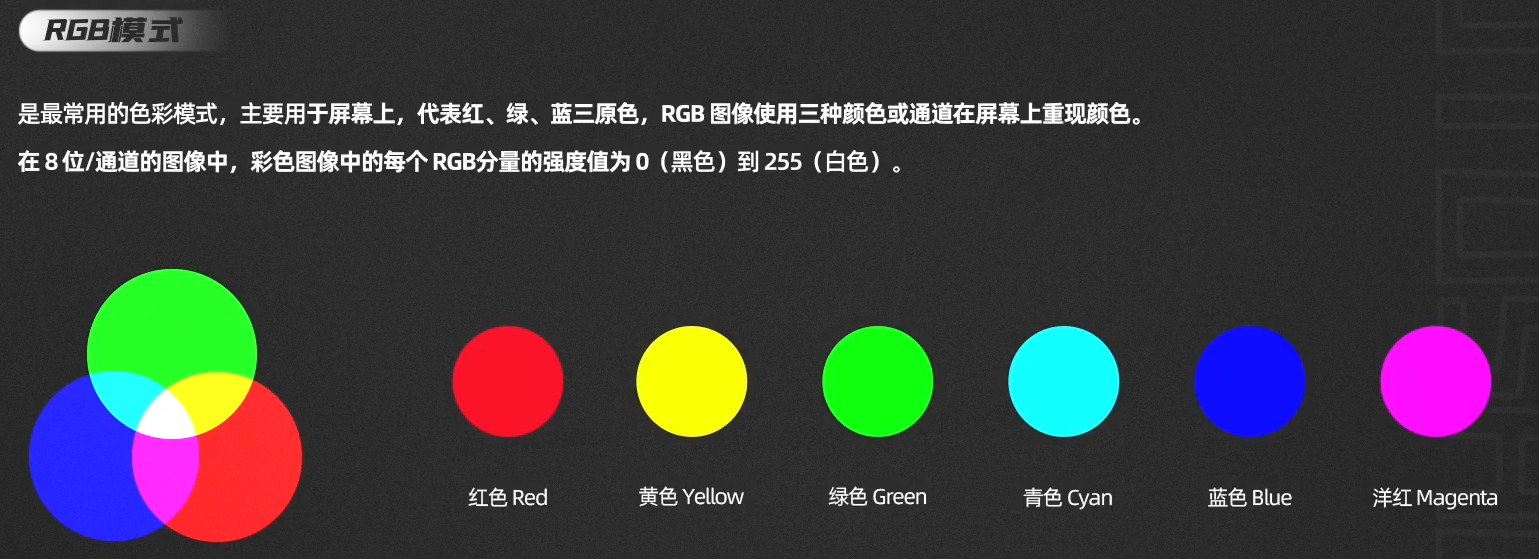 RGB模式
是最常用的色彩模式，主要用于屏幕上，代表红、绿、蓝三原色，RGB 图像使用三种颜色或通道在屏幕上重现颜色。
在 8 位/通道的图像中，彩色图像中的每个 RGB分量的强度值为 0（黑色）到 255（白色）。
红色 Red
黄色 Yellow
绿色 Green
青色 Cyan
蓝色 Blue
洋红 Magenta